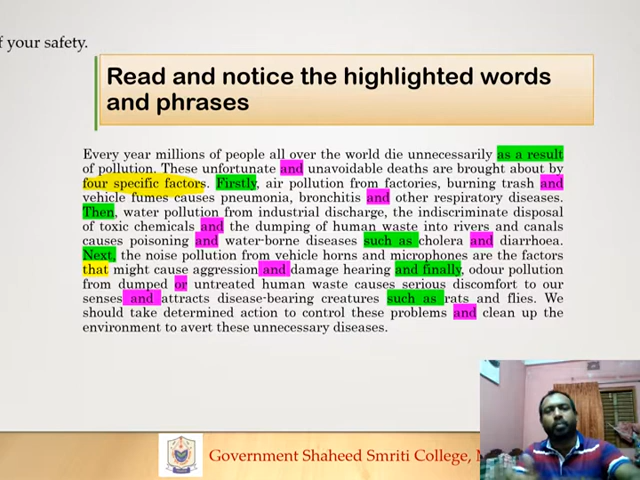 f your safety.
Read and notice the highlighted words
and phrases
Every year millions of people all over the world die unnecessarily as a result
of pollution. These unfortunate and unavoidable deaths are brought about by
four specific factors. Firstly, air pollution from factories, burning trash and
vehicle fumes causes pneumonia, bronchitis and other respiratory diseases.
Then, water pollution from industrial discharge, the indiscriminate disposal
of toxic chemicals and the dumping of human waste into rivers and canals
causes poisoning and water-borne diseases such as cholera and diarrhoea.
Next, the noise pollution from vehicle horns and microphones are the factors
that might cause aggression and damage hearing and finally, odour pollution
from dumped or untreated human waste causes serious discomfort to our
senses and attracts disease-bearing creatures such as rats and flies. We
should take determined action to control these problems and clean up the
environment to avert these unnecessary diseases.
Government Shaheed Smriti College,